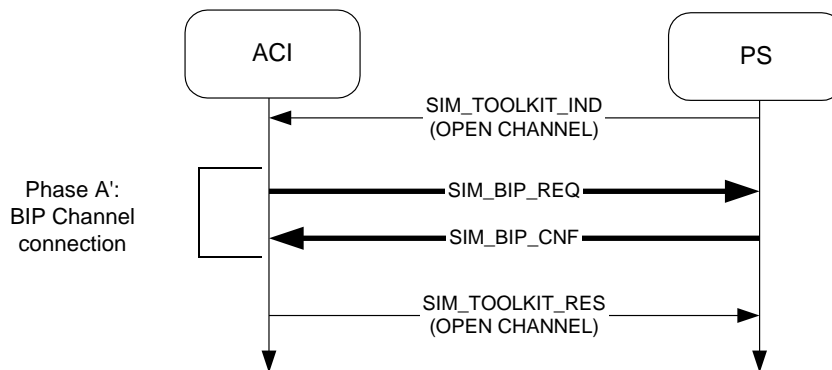 ACI
PS
SIM_TOOLKIT_IND
(OPEN CHANNEL)
Phase A':
BIP Channel
connection
SIM_BIP_REQ
SIM_BIP_CNF
SIM_TOOLKIT_RES
(OPEN CHANNEL)